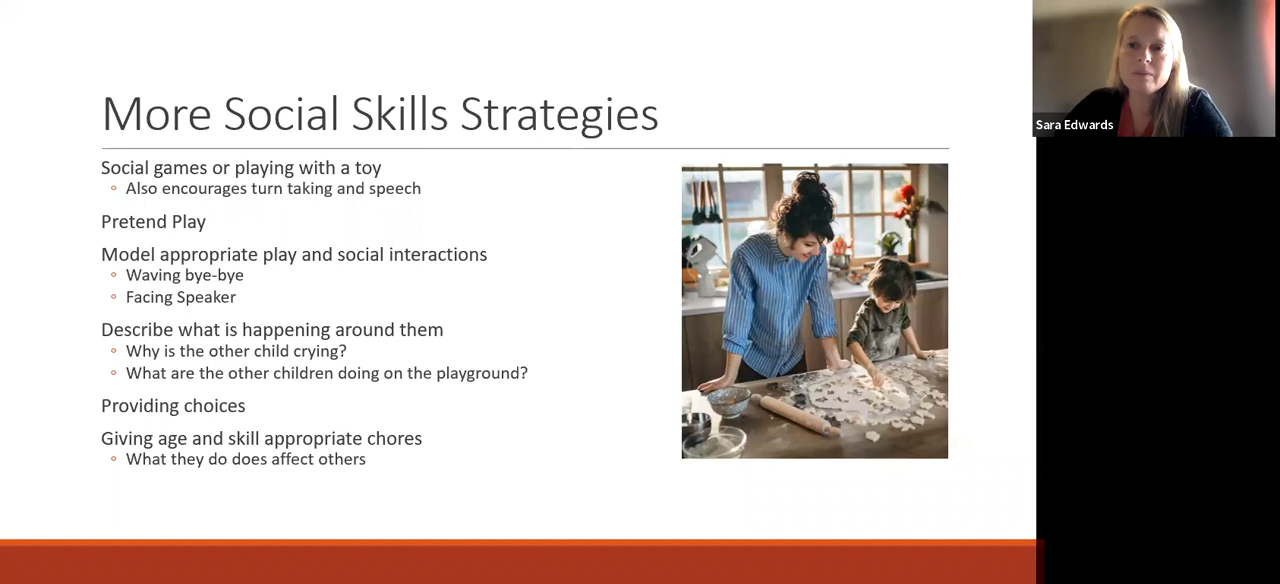 More Social Skills Strategies
Social games or playing with a toy
◦ Also encourages turn taking and speech
Pretend Play
Model appropriate play and social interactions
◦ Waving bye-bye
◦ Facing Speaker
Describe what is happening around them
◦ Why is the other child crying?
◦ What are the other children doing on the playground?
Providing choices
Giving age and skill appropriate chores
◦ What they do does affect others
Sara Edwards